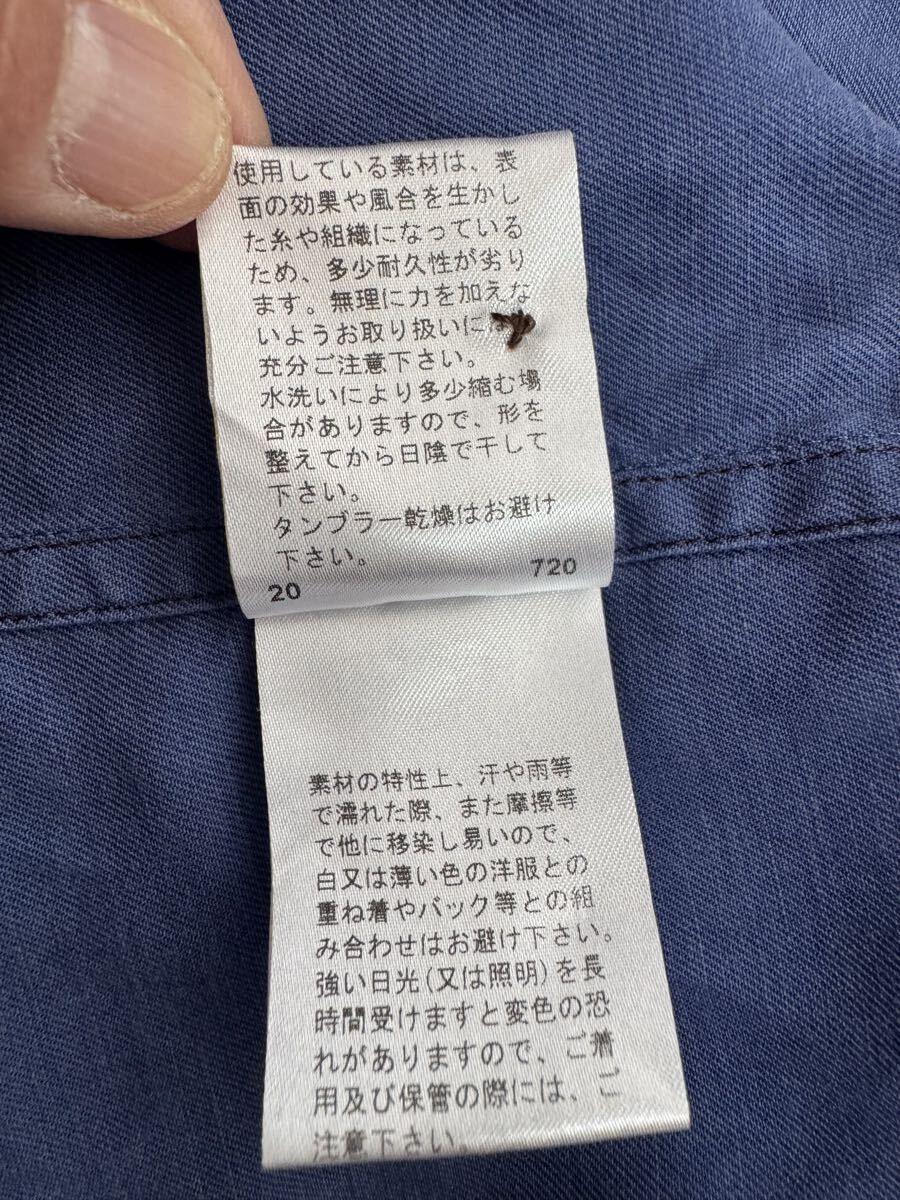 使用している素材は、表
面の効果や風合を生かし
た糸や組織になっている
ため、多少耐久性が劣り
ます。無理に力を加えな
いようお取り扱いに
充分ご注意下さい。
水洗いにより多少縮む場
合がありますので、形を
整えてから日陰で干して
下さい。
タンブラー乾燥はお避け
下さい。
20 720
素材の特性上、汗や雨等
で濡れた際、また摩擦等
で他に移染し易いので、
白又は薄い色の洋服との
重ね着やバック等との組
み合わせはお避け下さい。
強い日光(又は照明)を長
時間受けますと変色の恐
れがありますので、ご着
用及び保管の際には、ご
注意下さい。